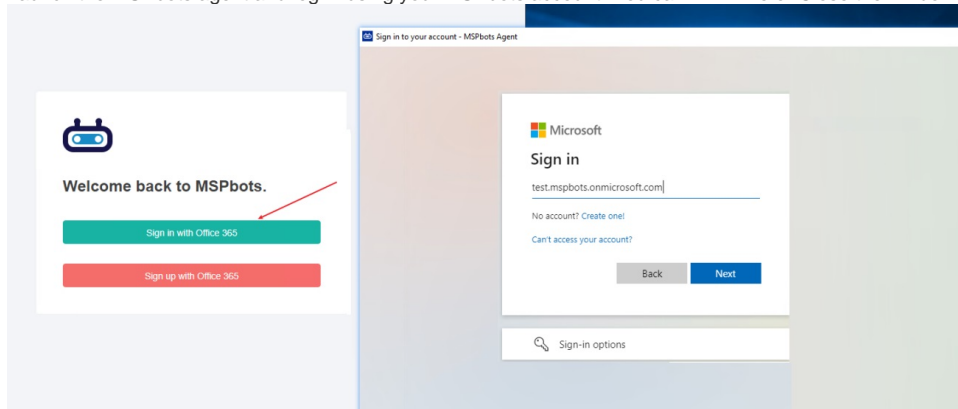 Sign in to your account - MSPbots Agent
Welcome back to MSPbots.
Sign in with Office 365
Sign up with Office 365
Microsoft
Sign in
test.mspbots.onmicrosoft.com
No account? Create one!
Can't access your account?
Back Next
Sign-in options